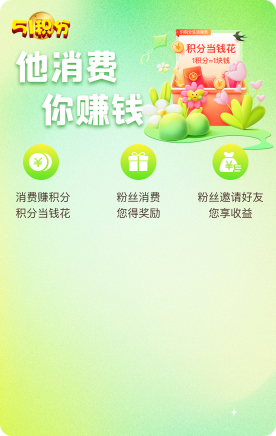 亏积分
积分当钱花
1积分=1块钱
他消费
你赚钱
消费赚积分
积分当钱花
粉丝消费
您得奖励
粉丝邀请好友
您享收益